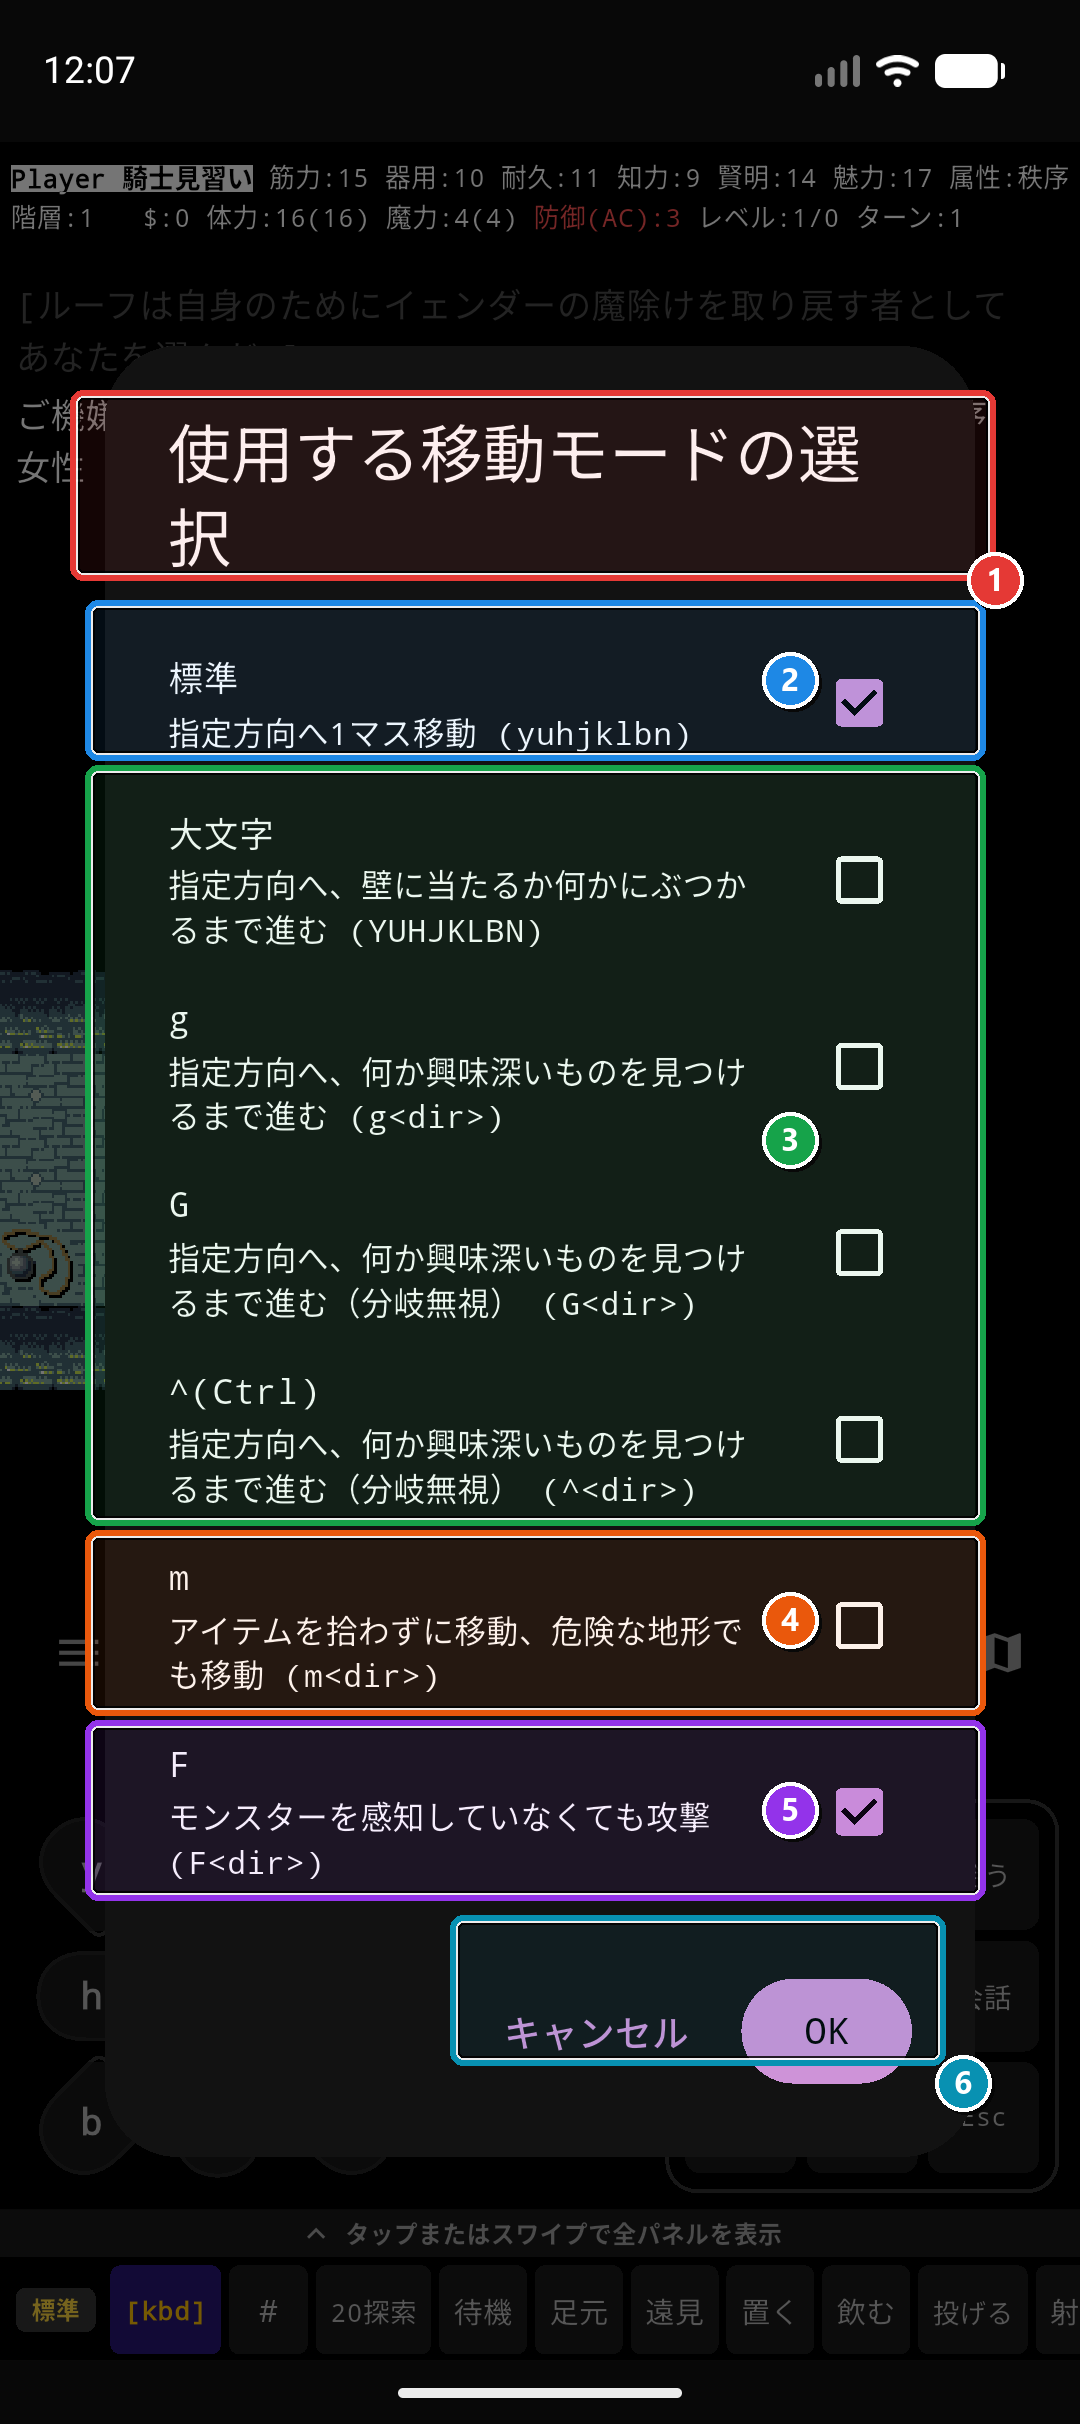 12:07
Player 騎士見習い 筋力:15 器用:10 耐久:11 知力:9 賢明:14 魅力:17 属性:秩序
階層:1 $:0 体力:16(16) 魔力:4(4) 防御(AC):3 レベル:1/0 ターン:1
[ルーフは自身のためにイェンダーの魔除けを取り戻す者として
あなたを
ご機嫌
女性
使用する移動モードの選
択
1
標準
2
指定方向へ1マス移動 (yuhjklbn)
大文字
指定方向へ、壁に当たるか何かにぶつか
るまで進む (YUHJKLBN)
g
指定方向へ、何か興味深いものを見つけ
るまで進む (g<dir>)
3
G
指定方向へ、何か興味深いものを見つけ
るまで進む（分岐無視） (G<dir>)
^(Ctrl)
指定方向へ、何か興味深いものを見つけ
るまで進む（分岐無視） (^<dir>)
m
アイテムを拾わずに移動、危険な地形で
も移動 (m<dir>)
4
F
モンスターを感知していなくても攻撃
(F<dir>)
5
y
う
h
会話
キャンセル OK
6
b
Esc
タップまたはスワイプで全パネルを表示
標準 [kbd] # 20探索 待機 足元 遠見 置く 飲む 投げる 射